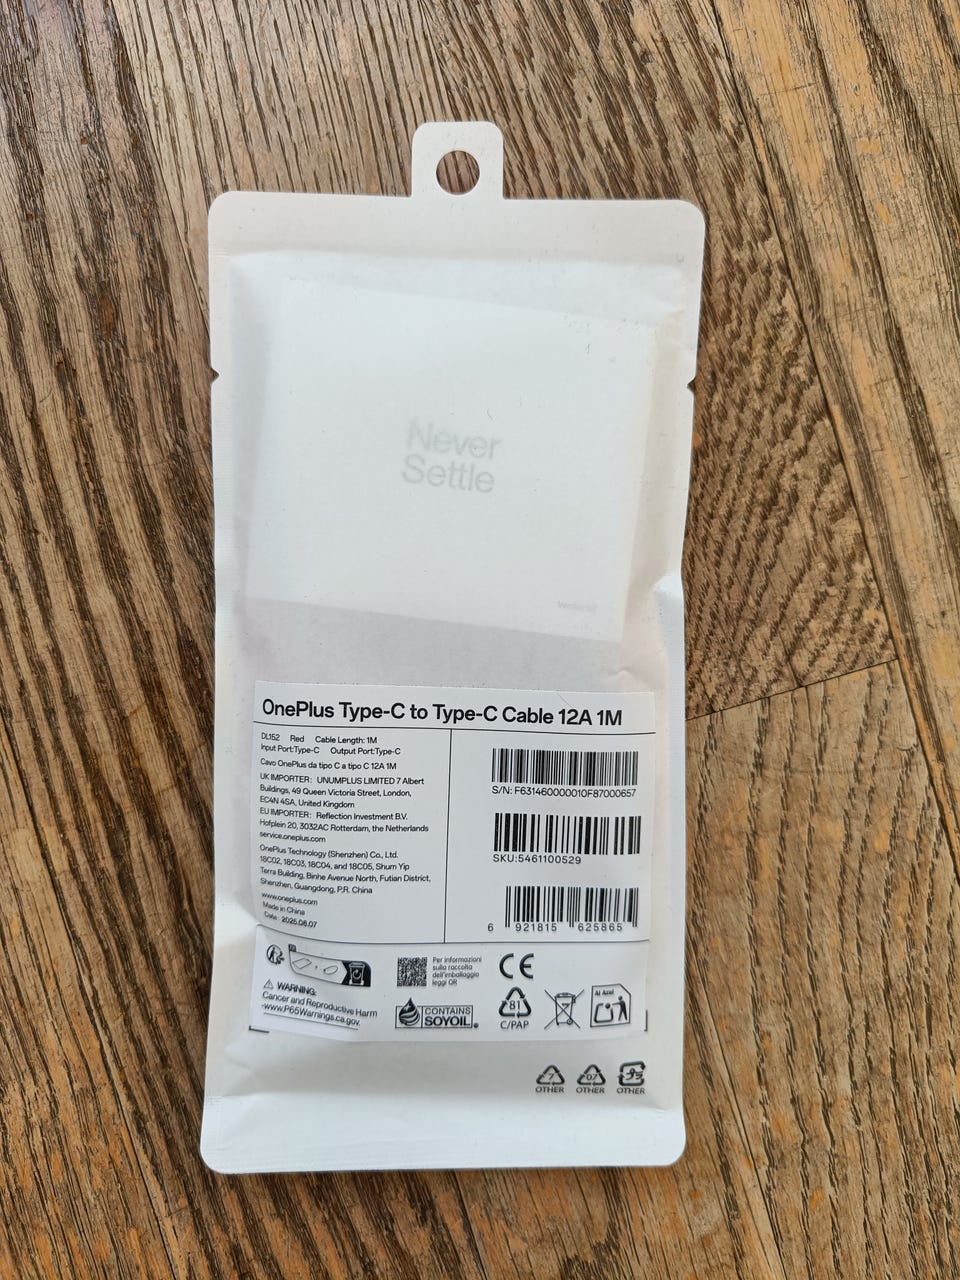 Never
Settle
OnePlus Type-C to Type-C Cable 12A 1M
DL152 Red Cable Length: 1M
Input Port:Type-C Output Port:Type-C
Cavo OnePlus da tipo C a tipo C 12A 1M
UK IMPORTER: UNUMPLUS LIMITED 7 Albert
Buildings, 49 Queen Victoria Street, London,
EC4N 4SA, United Kingdom
EU IMPORTER: Reflection Investment B.V.
Hofplein 20, 3032AC Rotterdam, the Netherlands
service.oneplus.com
OnePlus Technology (Shenzhen) Co., Ltd.
18C02, 18C03, 18C04, and 18C05, Shum Yip
Terra Building, Binhe Avenue North, Futian District,
Shenzhen, Guangdong, P.R. China
www.oneplus.com
Made in China
Date: 2025.08.07
S/N: F631460000010F87000657
SKU:5461100529
6 921815 625865
Per informazioni
sulla raccolta
dell'imballaggio
leggi QR
CE
WARNING:
Cancer and Reproductive Harm
-www.P65Warnings.ca.gov.
CONTAINS
SOYOIL
81
C/PAP
7
OTHER
07
OTHER
プラ
OTHER